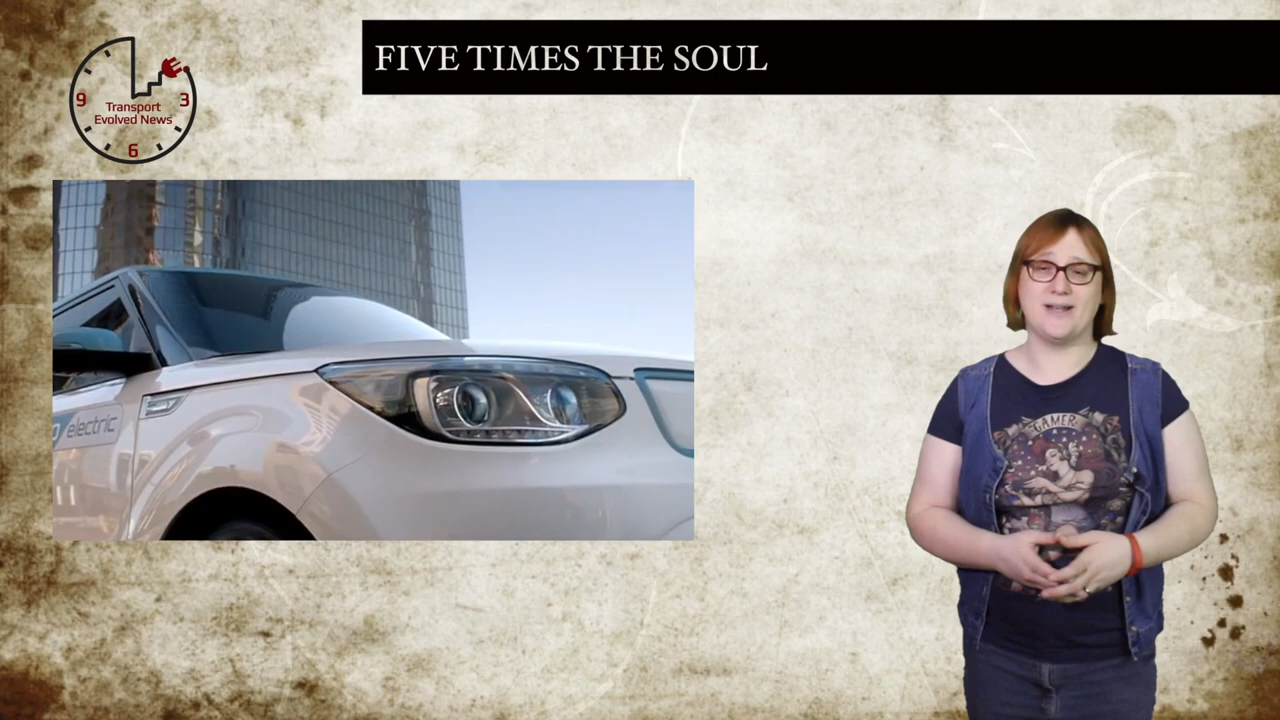 FIVE TIMES THE SOUL
9
3
Transport
Evolved News
6
electric
GAMER